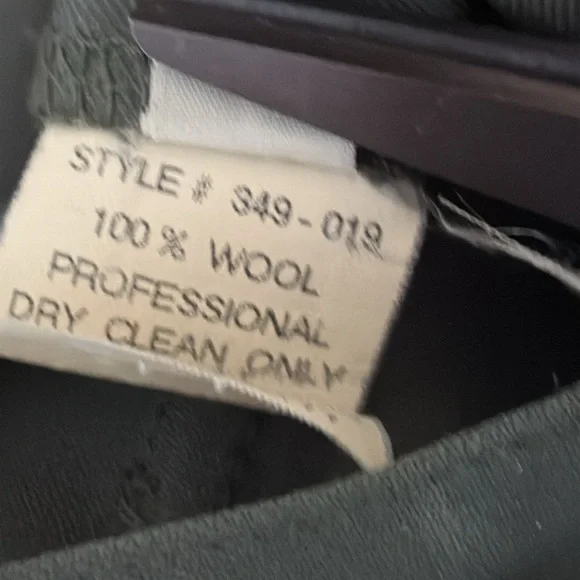 STYLE # 349-019
100% WOOL
PROFESSIONAL
DRY CLEAN ONLY